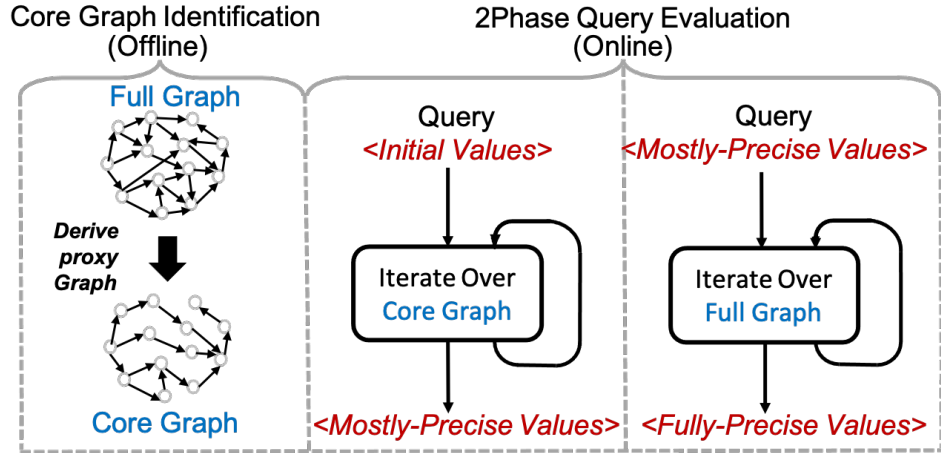 Core Graph Identification
(Offline)
2Phase Query Evaluation
(Online)
Full Graph
Derive
proxy
Graph
Core Graph
Query
<Initial Values>
Iterate Over
Core Graph
<Mostly-Precise Values>
Query
<Mostly-Precise Values>
Iterate Over
Full Graph
<Fully-Precise Values>